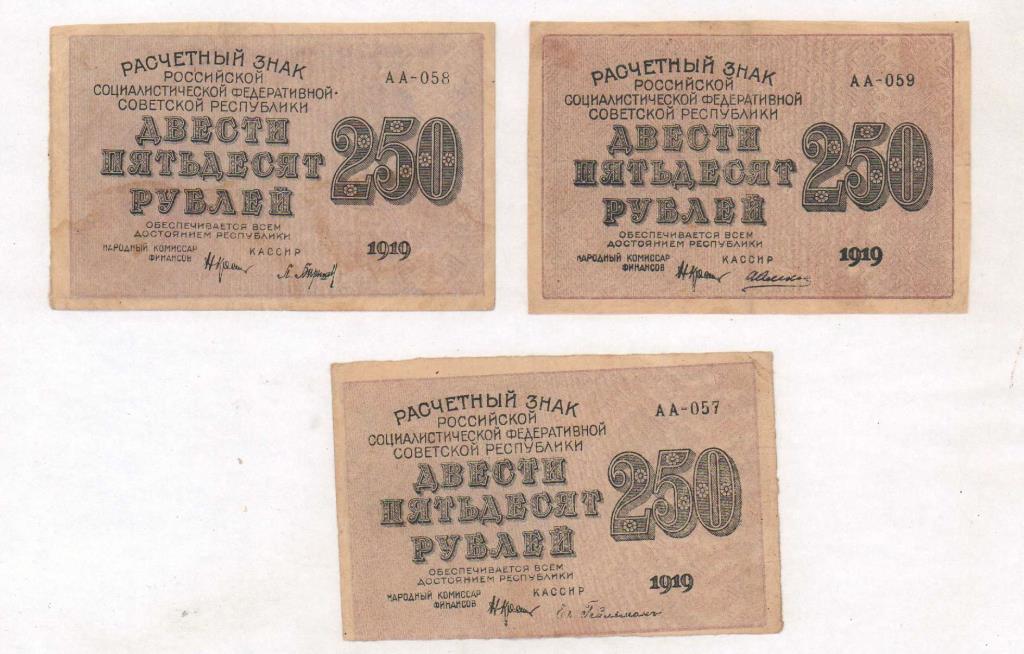 РАСЧЕТНЫЙ ЗНАК
РОССИЙСКОЙ
СОЦИАЛИСТИЧЕСКОЙ ФЕДЕРАТИВНОЙ
СОВЕТСКОЙ РЕСПУБЛИКИ
АА-058
ДВЕСТИ
ПЯТЬДЕСЯТ
РУБЛЕЙ
250
ОБЕСПЕЧИВАЕТСЯ ВСЕМ
ДОСТОЯНИЕМ РЕСПУБЛИКИ
1919
НАРОДНЫЙ КОМИССАР
ФИНАНСОВ
КАССИР
РАСЧЕТНЫЙ ЗНАК
РОССИЙСКОЙ
СОЦИАЛИСТИЧЕСКОЙ ФЕДЕРАТИВНОЙ
СОВЕТСКОЙ РЕСПУБЛИКИ
АА-059
ДВЕСТИ
ПЯТЬДЕСЯТ
РУБЛЕЙ
250
ОБЕСПЕЧИВАЕТСЯ ВСЕМ
ДОСТОЯНИЕМ РЕСПУБЛИКИ
1919
НАРОДНЫЙ КОМИССАР
ФИНАНСОВ
КАССИР
РАСЧЕТНЫЙ ЗНАК
РОССИЙСКОЙ
СОЦИАЛИСТИЧЕСКОЙ ФЕДЕРАТИВНОЙ
СОВЕТСКОЙ РЕСПУБЛИКИ
АА-057
ДВЕСТИ
ПЯТЬДЕСЯТ
РУБЛЕЙ
250
ОБЕСПЕЧИВАЕТСЯ ВСЕМ
ДОСТОЯНИЕМ РЕСПУБЛИКИ
1919
НАРОДНЫЙ КОМИССАР
ФИНАНСОВ
КАССИР